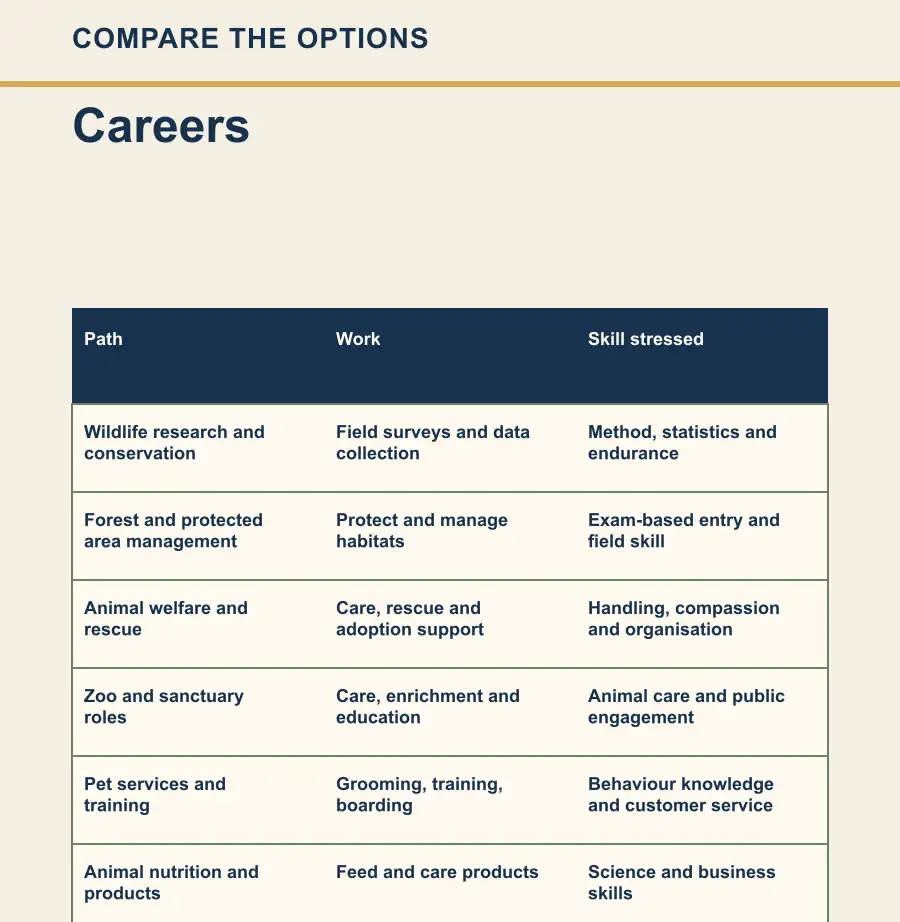 COMPARE THE OPTIONS
Careers
Path Work Skill stressed
Wildlife research and Field surveys and data Method, statistics and
conservation collection endurance
Forest and protected Protect and manage Exam-based entry and
area management habitats field skill
Animal welfare and Care, rescue and Handling, compassion
rescue adoption support and organisation
Zoo and sanctuary Care, enrichment and Animal care and public
roles education engagement
Pet services and Grooming, training, Behaviour knowledge
training boarding and customer service
Animal nutrition and Feed and care products Science and business
products skills